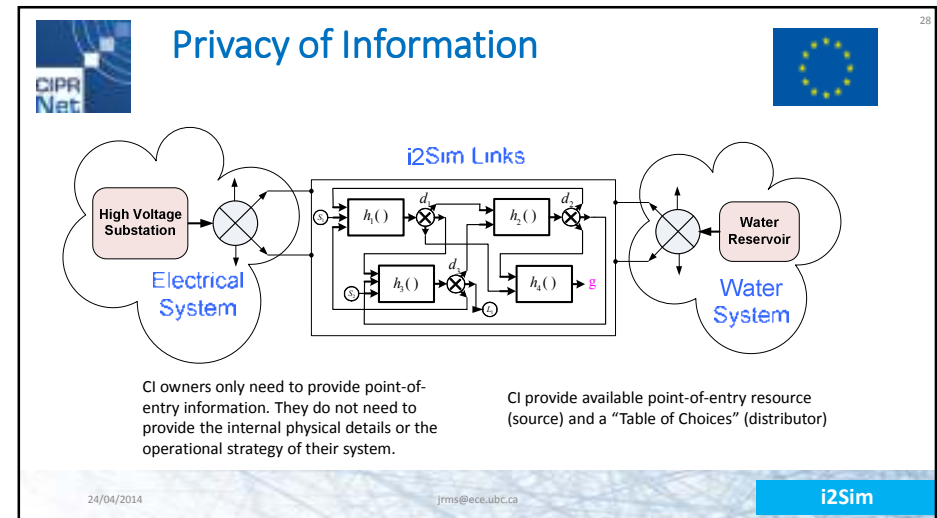 28
Privacy of Information
CIPR
Net
i2Sim Links
High Voltage
Substation
Electrical
System
S₁
h₁( )
d₁
h₂( )
d₂
h₃( )
d₃
h₄( )
g
S₂
Water
Reservoir
Water
System
CI owners only need to provide point-of-
entry information. They do not need to
provide the internal physical details or the
operational strategy of their system.
CI provide available point-of-entry resource
(source) and a “Table of Choices” (distributor)
24/04/2014
jrms@ece.ubc.ca
i2Sim